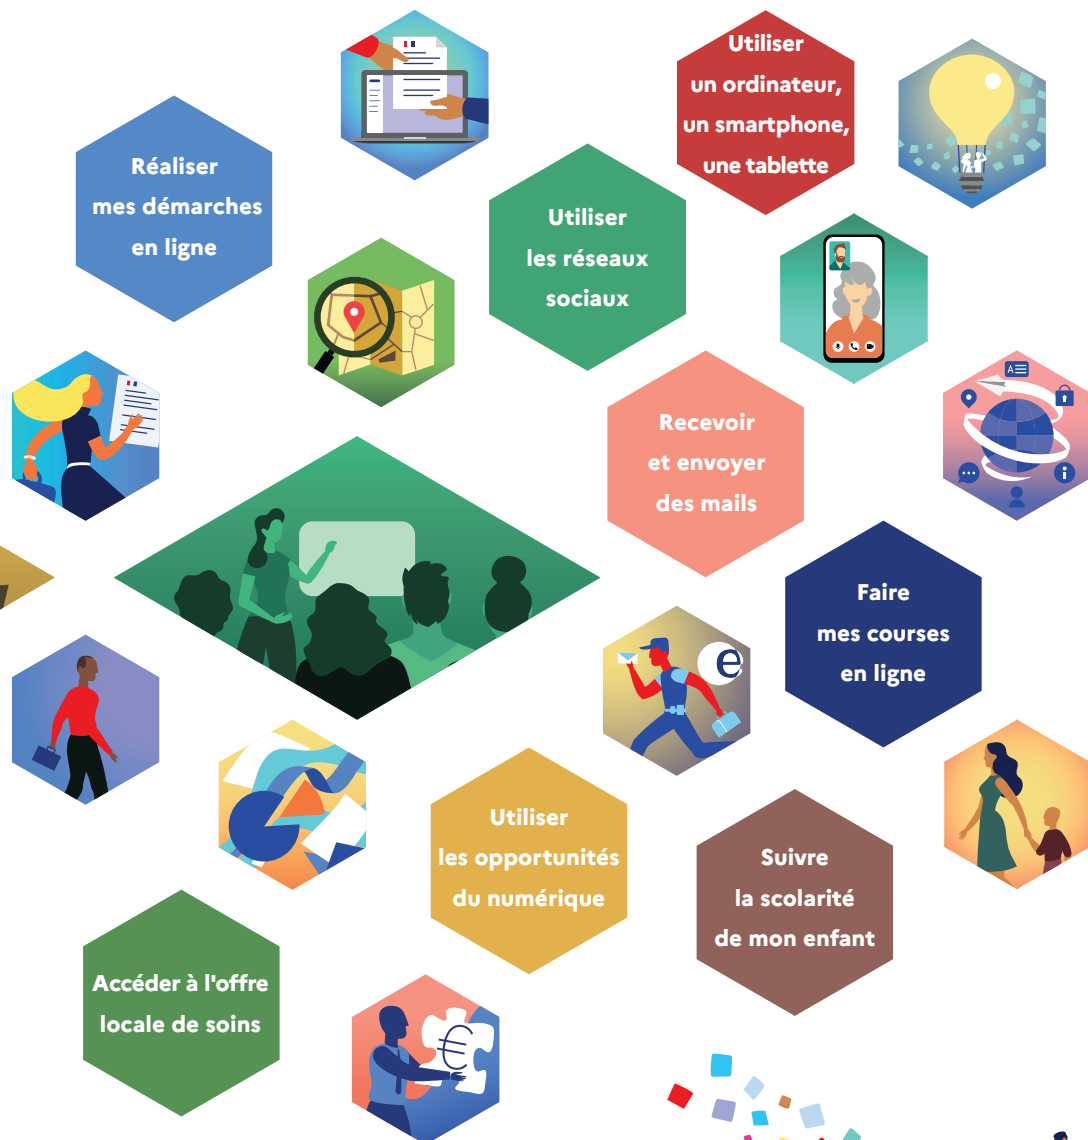 Utiliser
un ordinateur,
un smartphone,
une tablette
Réaliser
mes démarches
en ligne
Utiliser
les réseaux
sociaux
A
Recevoir
et envoyer
des mails
i
Faire
mes courses
en ligne
e
Utiliser
les opportunités
du numérique
Suivre
la scolarité
de mon enfant
Accéder à l'offre
locale de soins
€